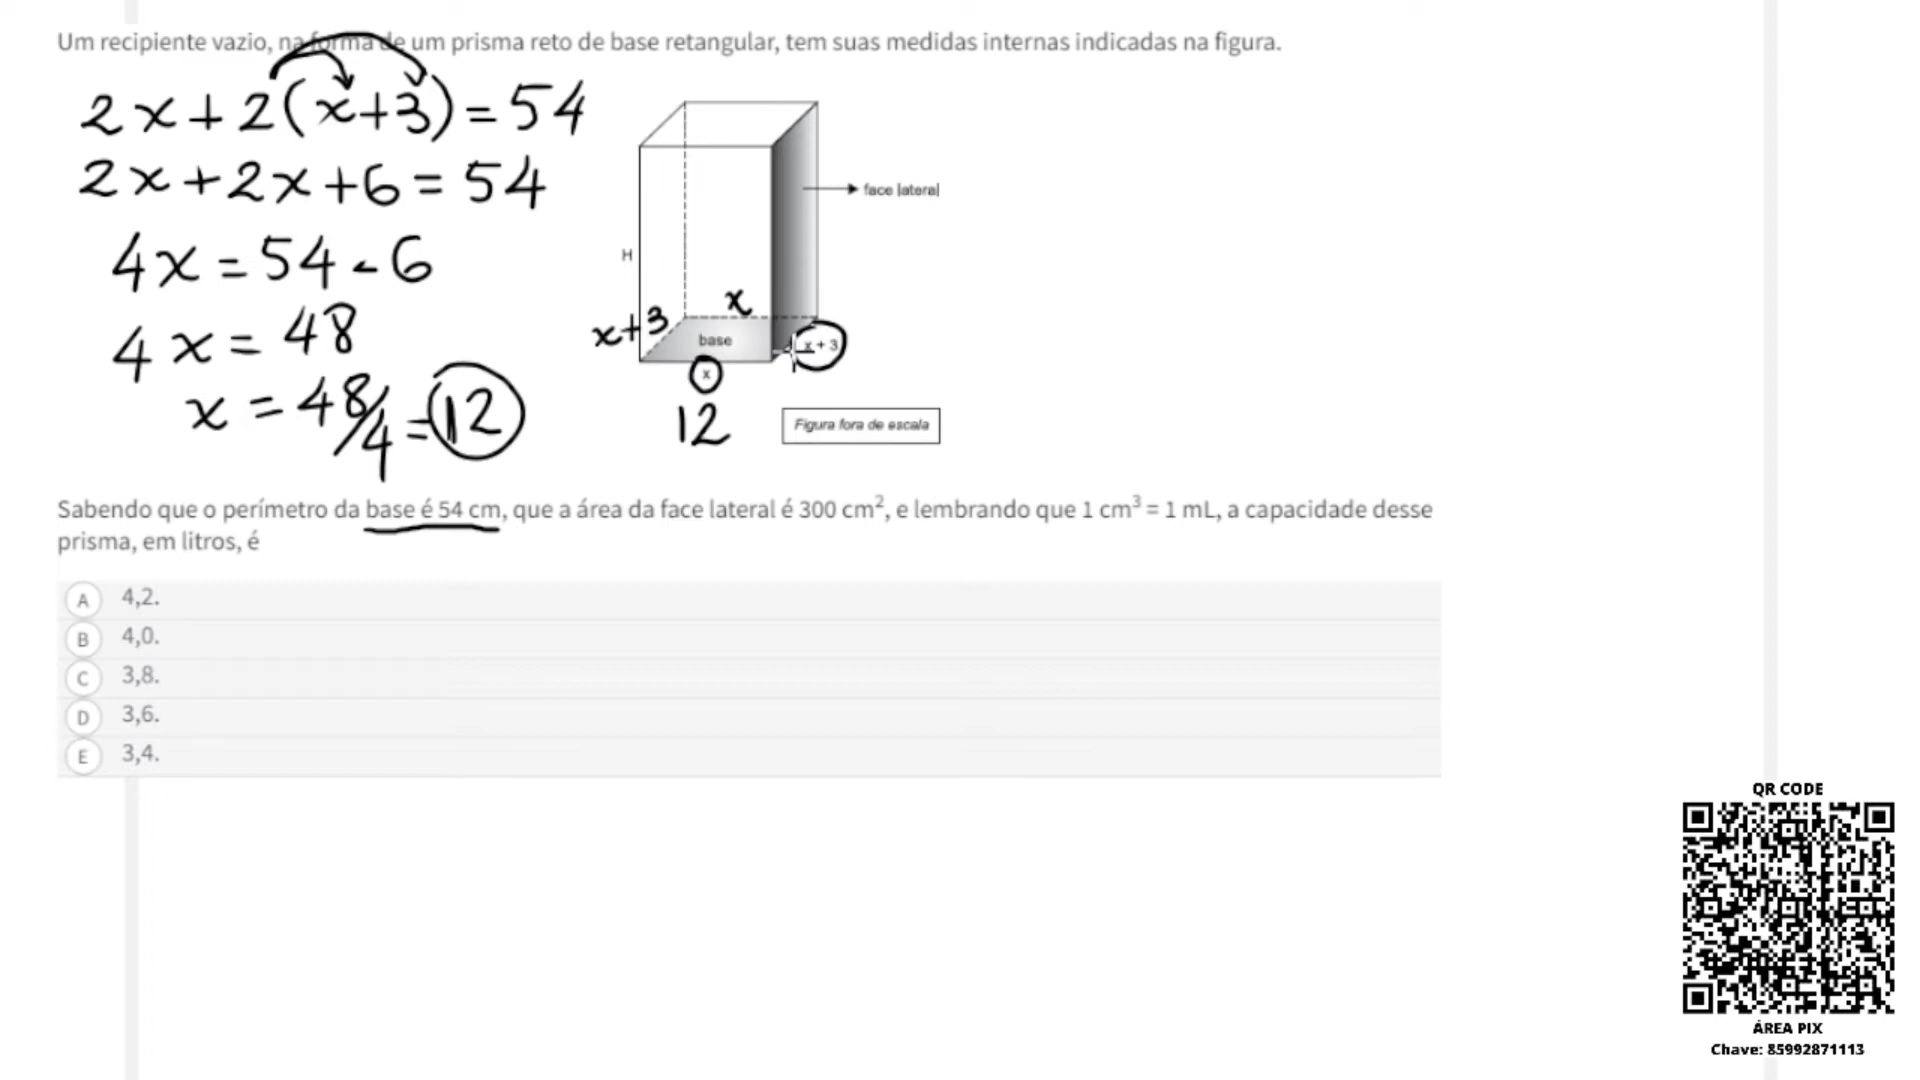 Um recipiente vazio, na forma de um prisma reto de base retangular, tem suas medidas internas indicadas na figura.
2x+2(x+3)=54
2x+2x+6=54
4x=54-6
4x=48
x=48/4=12
face lateral
H
x
x+3
base
x+3
x
12
Figura fora de escala
Sabendo que o perímetro da base é 54 cm, que a área da face lateral é 300 cm², e lembrando que 1 cm³ = 1 mL, a capacidade desse
prisma, em litros, é
A 4,2.
B 4,0.
C 3,8.
D 3,6.
E 3,4.
QR CODE
ÁREA PIX
Chave: 85992871113